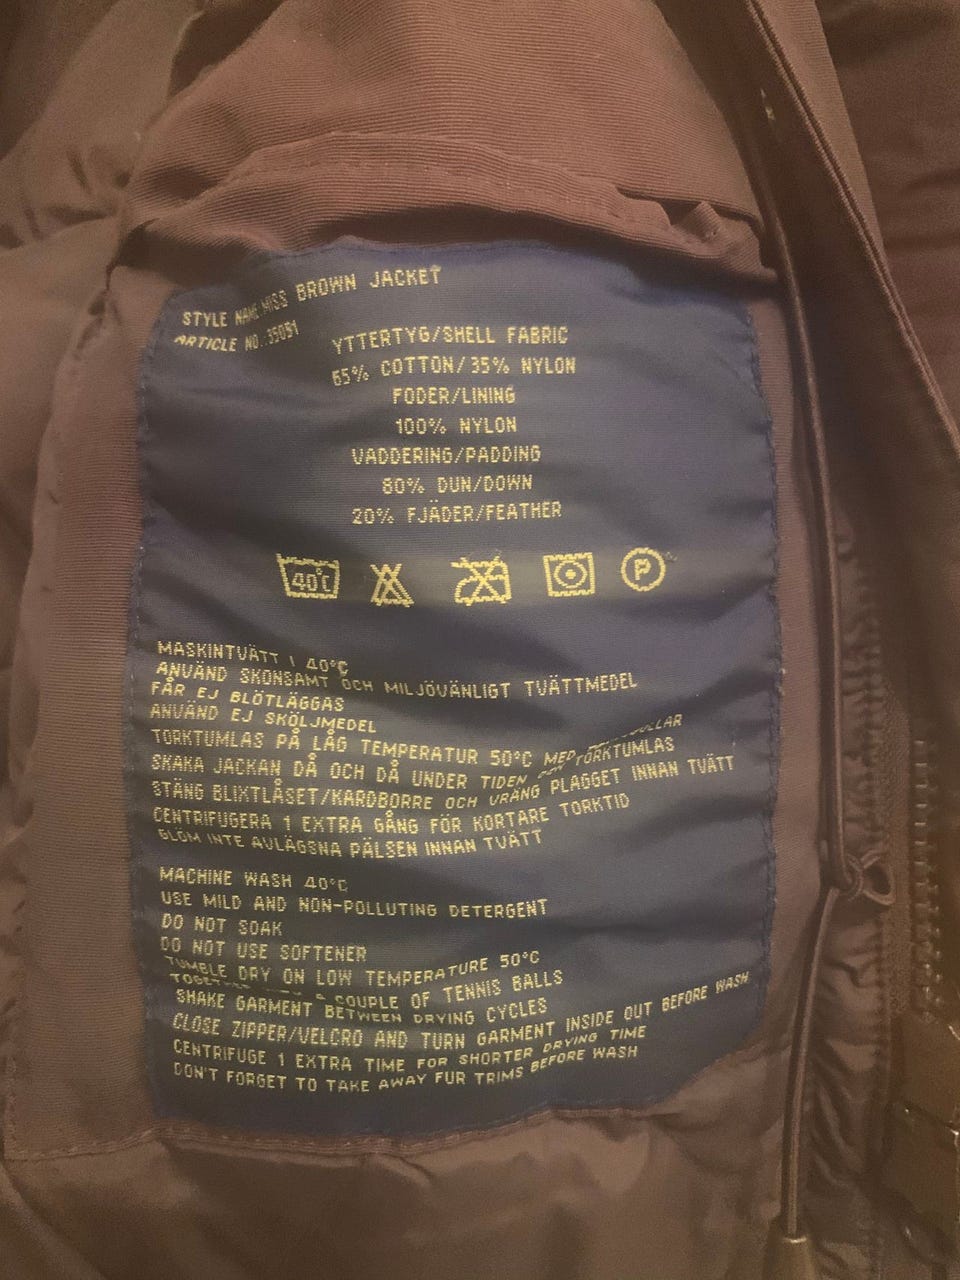 STYLE NAME:MISS BROWN JACKET
ARTICLE NO.:35091
YTTERTYG/SHELL FABRIC
65% COTTON/35% NYLON
FODER/LINING
100% NYLON
VADDERING/PADDING
80% DUN/DOWN
20% FJÄDER/FEATHER
40°C
P
MASKINTVÄTT I 40°C
ANVÄND SKONSAMT OCH MILJÖVÄNLIGT TVÄTTMEDEL
FÅR EJ BLÖTLÄGGAS
ANVÄND EJ SKÖLJMEDEL
TORKTUMLAS PÅ LÅG TEMPERATUR 50°C MED
SKAKA JACKAN DÅ OCH DÅ UNDER TIDEN DEN TORKTUMLAS
STÄNG BLIXTLÅSET/KARDBORRE OCH VRÄNG PLAGGET INNAN TVÄTT
CENTRIFUGERA 1 EXTRA GÅNG FÖR KORTARE TORKTID
GLÖM INTE AVLÄGSNA PÄLSEN INNAN TVÄTT
MACHINE WASH 40°C
USE MILD AND NON-POLLUTING DETERGENT
DO NOT SOAK
DO NOT USE SOFTENER
TUMBLE DRY ON LOW TEMPERATURE 50°C
TOGETHER COUPLE OF TENNIS BALLS
SHAKE GARMENT BETWEEN DRYING CYCLES
CLOSE ZIPPER/VELCRO AND TURN GARMENT INSIDE OUT BEFORE WASH
CENTRIFUGE 1 EXTRA TIME FOR SHORTER DRYING TIME
DON'T FORGET TO TAKE AWAY FUR TRIMS BEFORE WASH